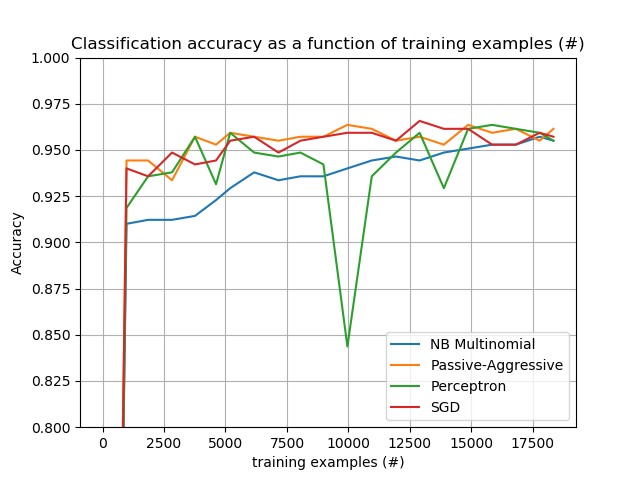 Classification accuracy as a function of training examples (#)
1.000
0.975
0.950
0.925
0.900
0.875
0.850
0.825
0.800
Accuracy
NB Multinomial
Passive-Aggressive
Perceptron
SGD
0 2500 5000 7500 10000 12500 15000 17500
training examples (#)